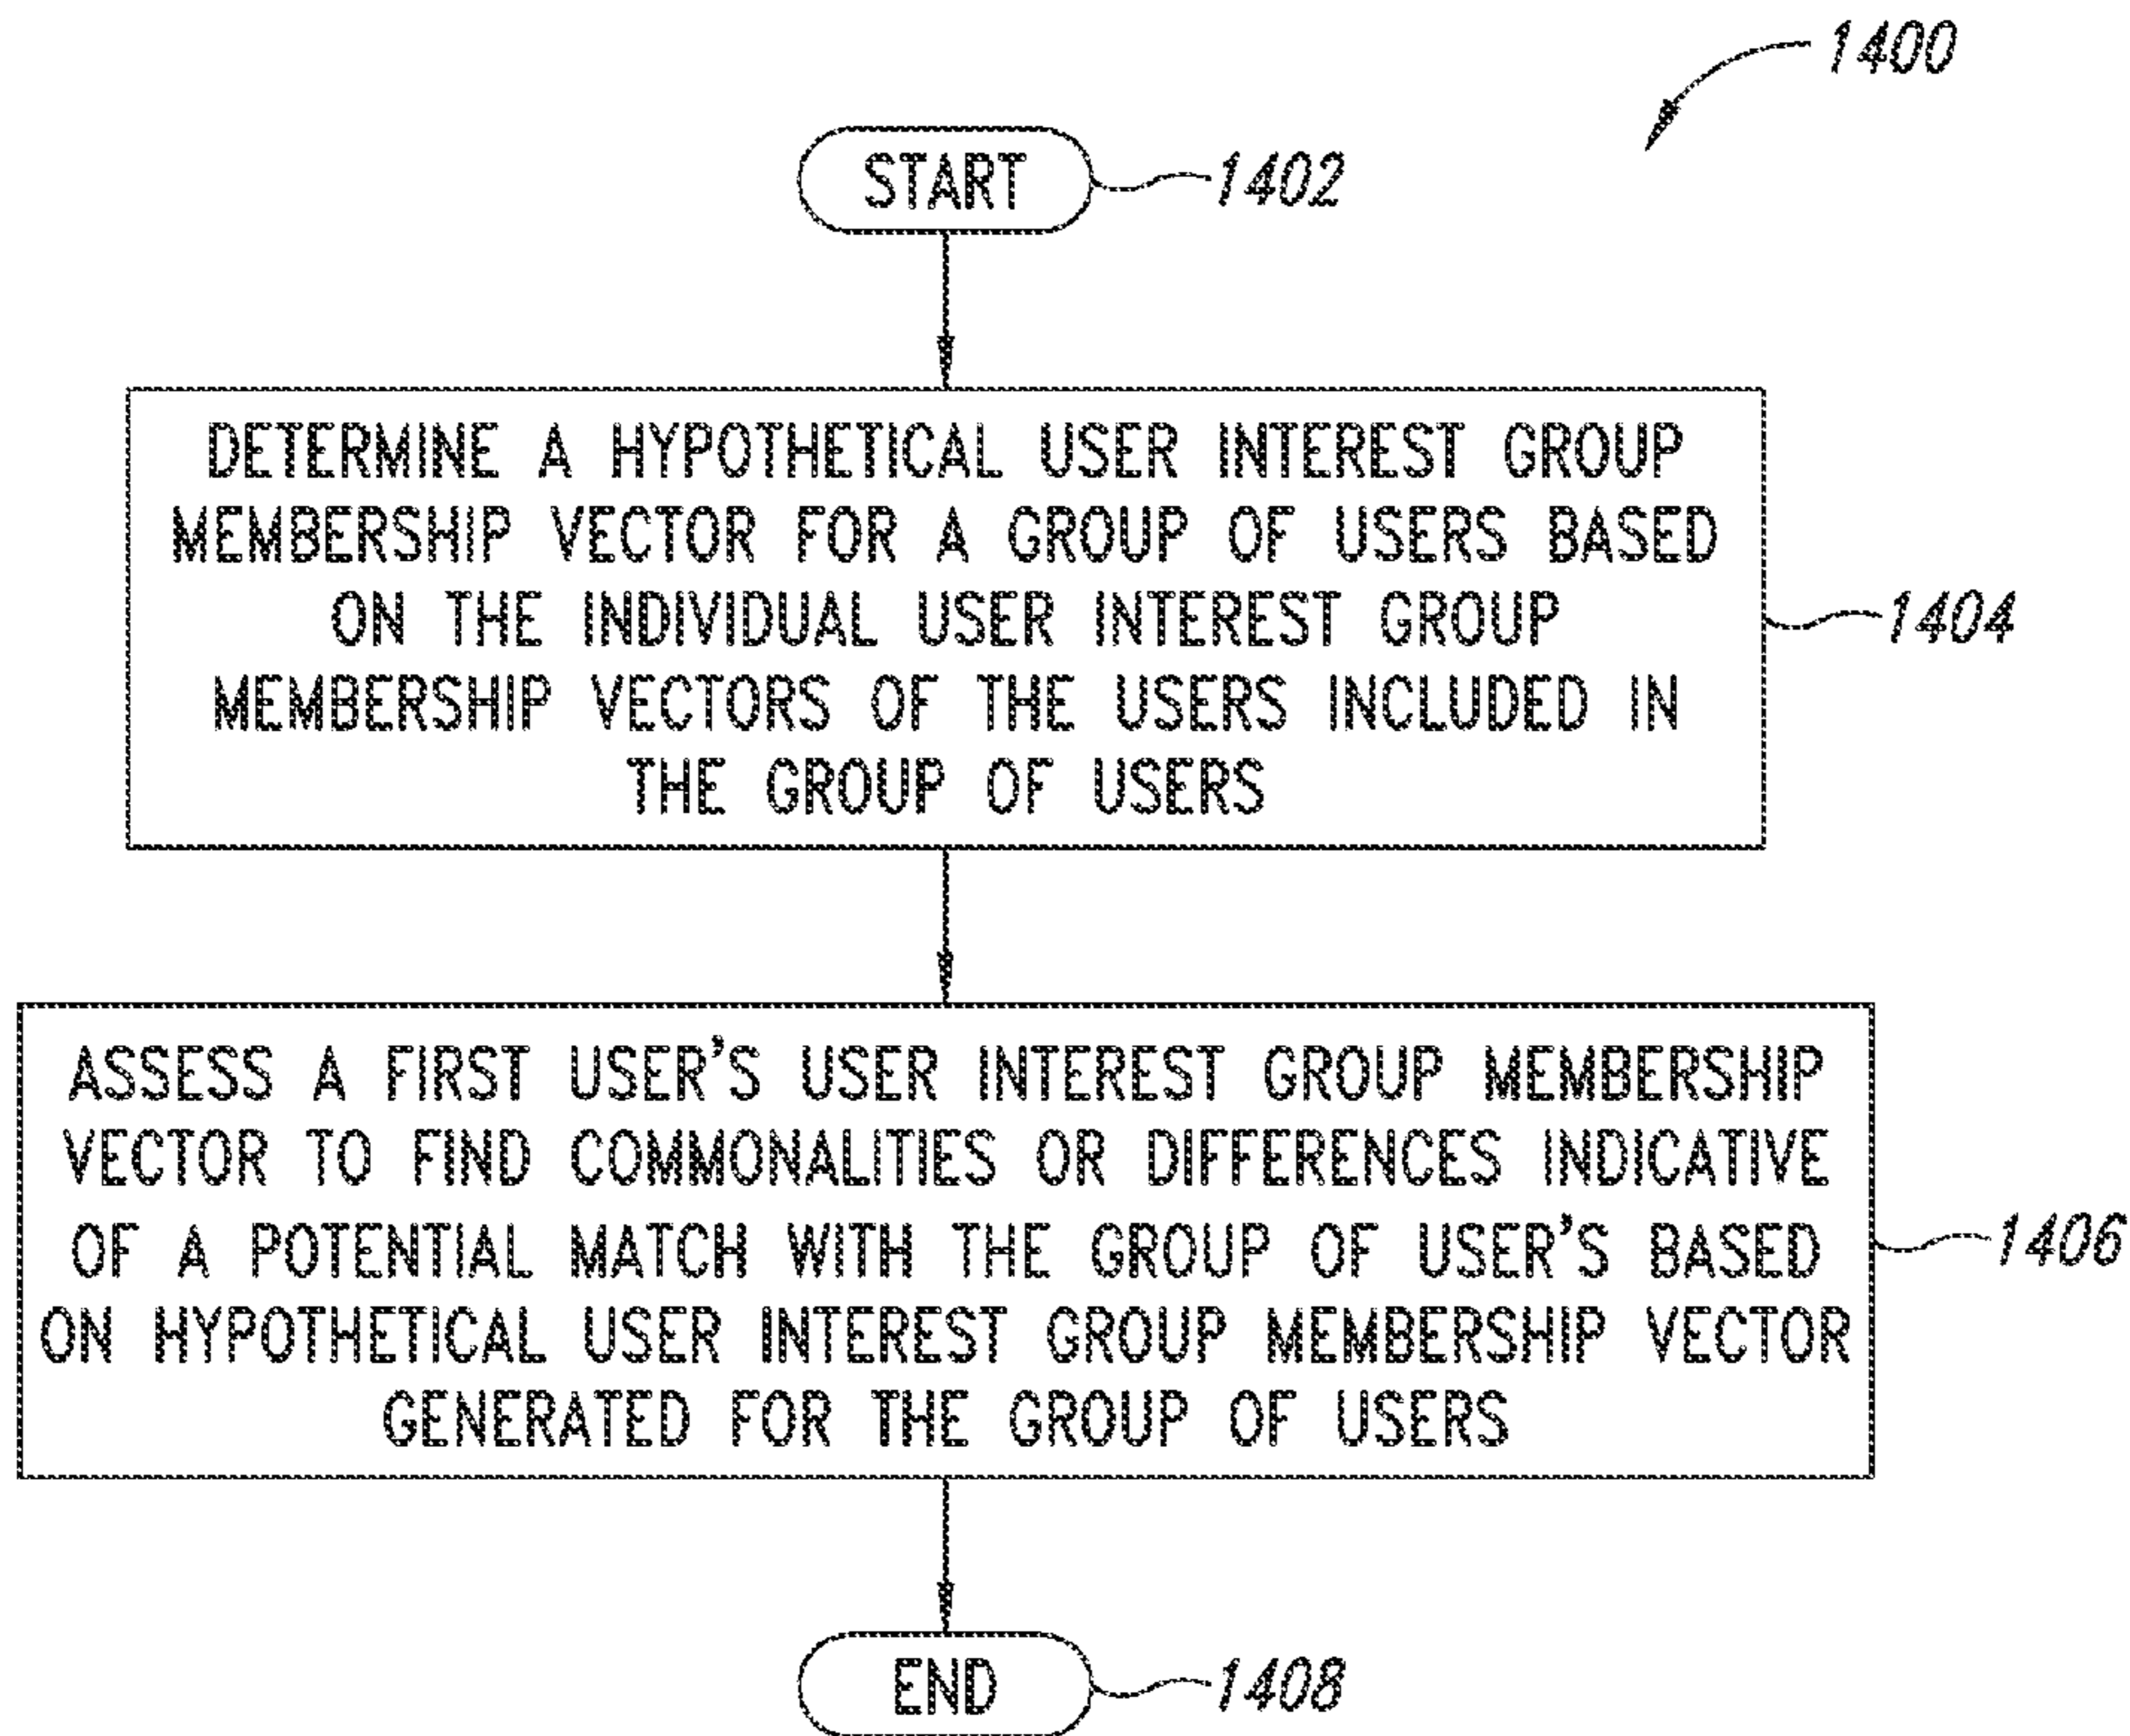 1400
START
1402
DETERMINE A HYPOTHETICAL USER INTEREST GROUP
MEMBERSHIP VECTOR FOR A GROUP OF USERS BASED
ON THE INDIVIDUAL USER INTEREST GROUP
MEMBERSHIP VECTORS OF THE USERS INCLUDED IN
THE GROUP OF USERS
1404
ASSESS A FIRST USER'S USER INTEREST GROUP MEMBERSHIP
VECTOR TO FIND COMMONALITIES OR DIFFERENCES INDICATIVE
OF A POTENTIAL MATCH WITH THE GROUP OF USER'S BASED
ON HYPOTHETICAL USER INTEREST GROUP MEMBERSHIP VECTOR
GENERATED FOR THE GROUP OF USERS
1406
END
1408